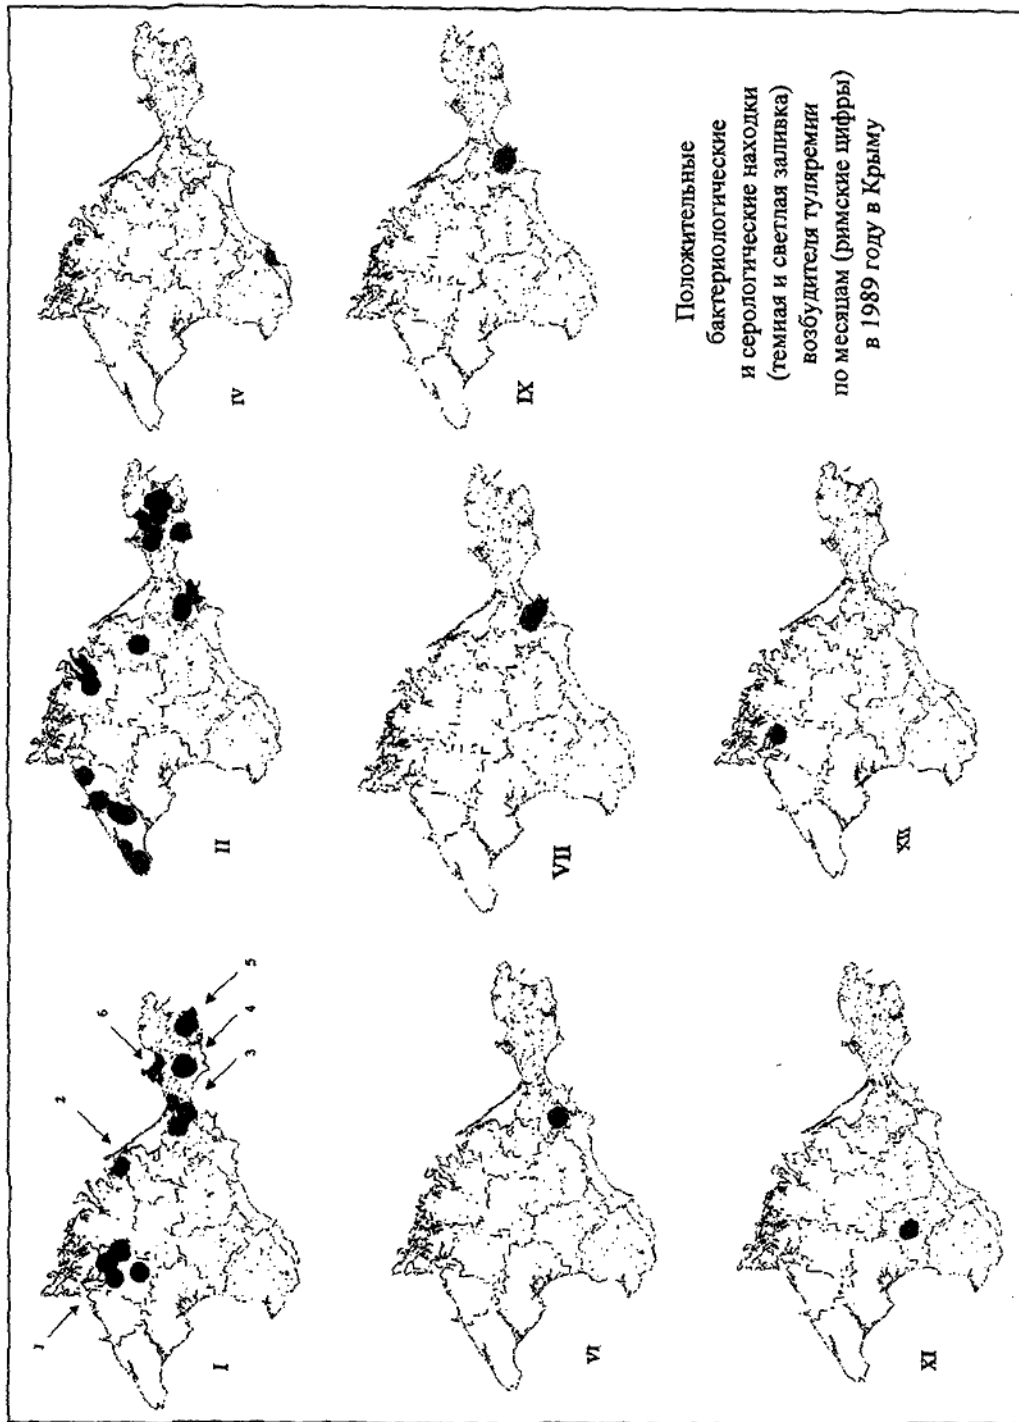 1
2
6
3
4
5
I
II
IV
VI
VII
IX
XI
XII
Положительные
бактериологические
и серологические находки
(темная и светлая заливка)
возбудителя туляремии
по месяцам (римские цифры)
в 1989 году в Крыму